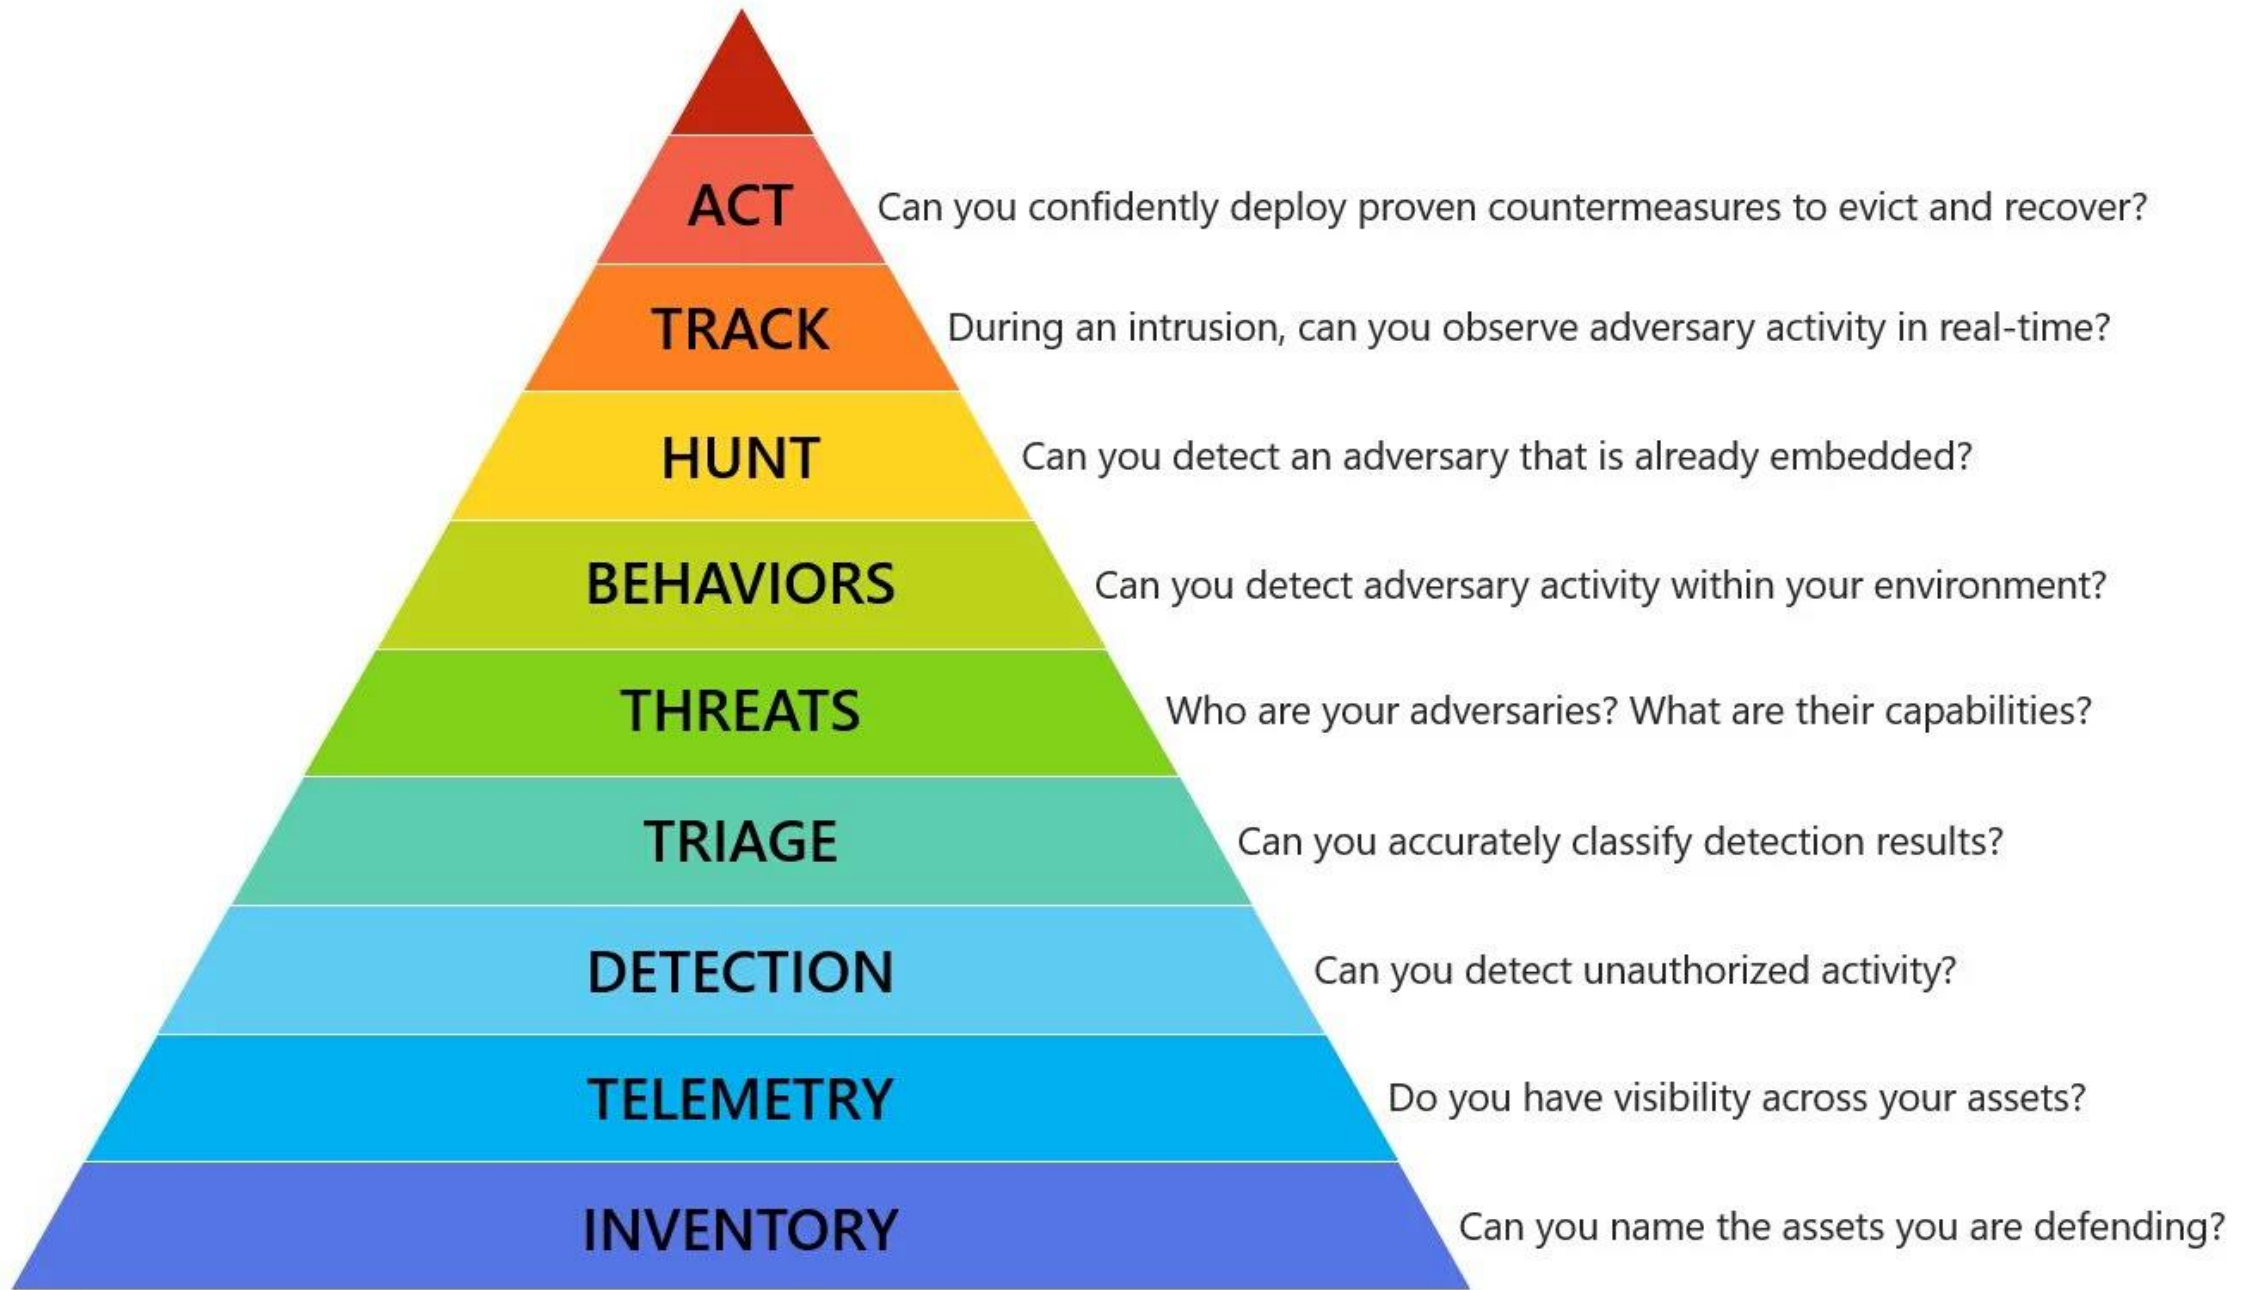 ACT Can you confidently deploy proven countermeasures to evict and recover?
TRACK During an intrusion, can you observe adversary activity in real-time?
HUNT Can you detect an adversary that is already embedded?
BEHAVIORS Can you detect adversary activity within your environment?
THREATS Who are your adversaries? What are their capabilities?
TRIAGE Can you accurately classify detection results?
DETECTION Can you detect unauthorized activity?
TELEMETRY Do you have visibility across your assets?
INVENTORY Can you name the assets you are defending?